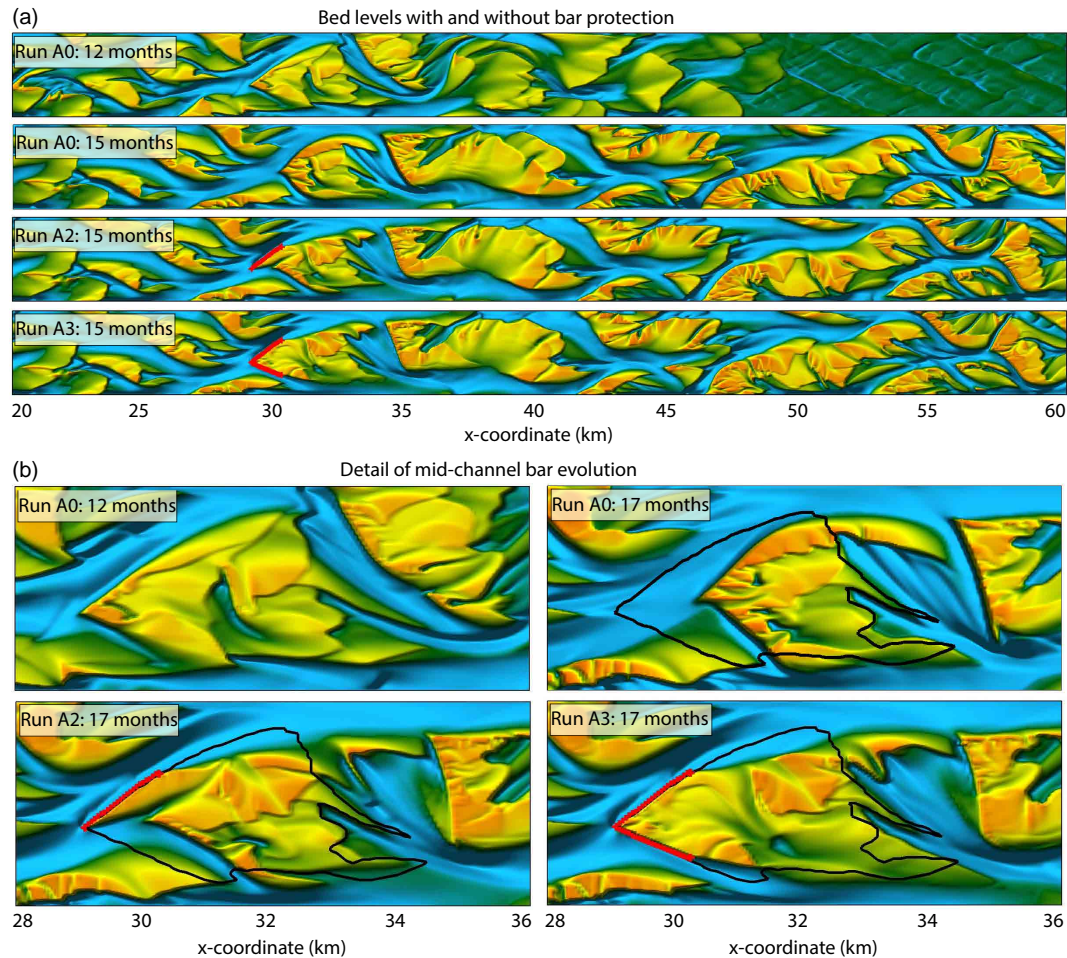 (a)
Bed levels with and without bar protection
Run A0: 12 months
Run A0: 15 months
Run A2: 15 months
Run A3: 15 months
20 25 30 35 40 45 50 55 60
x-coordinate (km)
(b)
Detail of mid-channel bar evolution
Run A0: 12 months
Run A0: 17 months
Run A2: 17 months
Run A3: 17 months
28 30 32 34 36
28 30 32 34 36
x-coordinate (km)
x-coordinate (km)